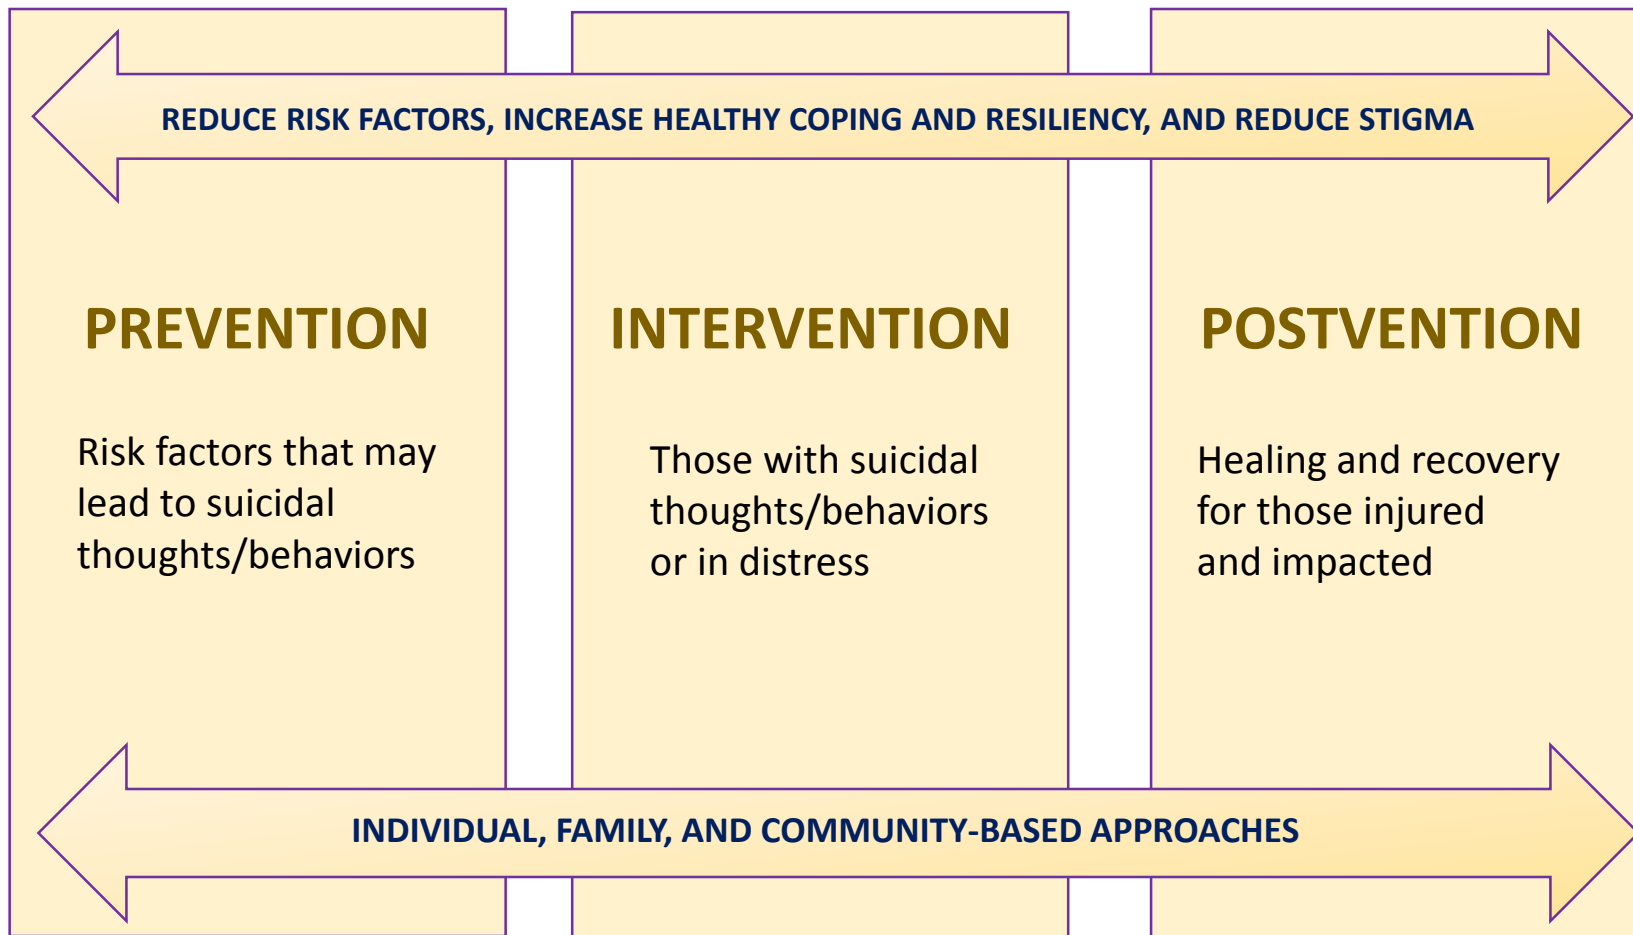 REDUCE RISK FACTORS, INCREASE HEALTHY COPING AND RESILIENCY, AND REDUCE STIGMA
PREVENTION
Risk factors that may
lead to suicidal
thoughts/behaviors
INTERVENTION
Those with suicidal
thoughts/behaviors
or in distress
POSTVENTION
Healing and recovery
for those injured
and impacted
INDIVIDUAL, FAMILY, AND COMMUNITY-BASED APPROACHES